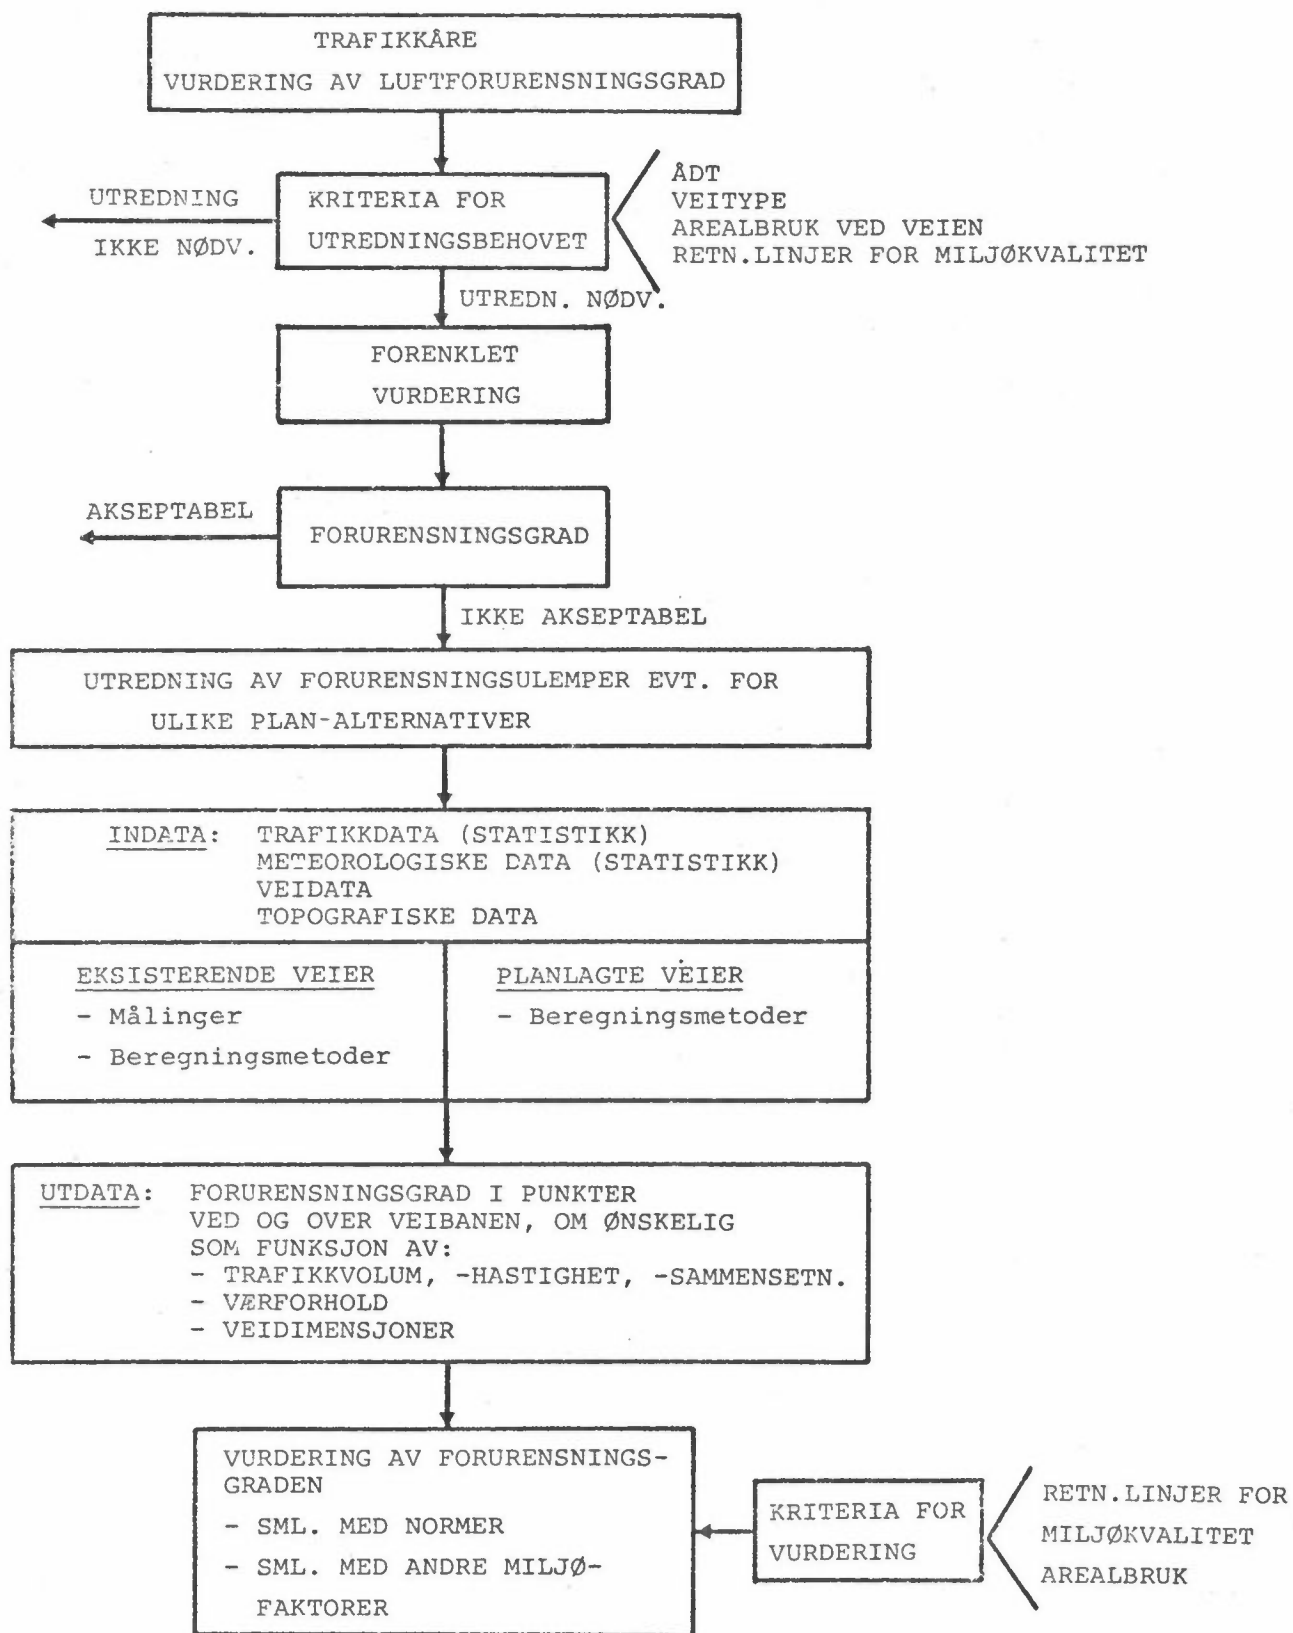 TRAFIKKÅRE
VURDERING AV LUFTFORURENSNINGSGRAD
UTREDNING
IKKE NØDV.
KRITERIA FOR
UTREDNINGSBEHOVET
ÅDT
VEITYPE
AREALBRUK VED VEIEN
RETN.LINJER FOR MILJØKVALITET
UTREDN. NØDV.
FORENKLET
VURDERING
AKSEPTABEL
FORURENSNINGSGRAD
IKKE AKSEPTABEL
UTREDNING AV FORURENSNINGSULEMPER EVT. FOR
ULIKE PLAN-ALTERNATIVER
INDATA: TRAFIKKDATA (STATISTIKK)
METEOROLOGISKE DATA (STATISTIKK)
VEIDATA
TOPOGRAFISKE DATA
EKSISTERENDE VEIER
- Målinger
- Beregningsmetoder
PLANLAGTE VEIER
- Beregningsmetoder
UTDATA: FORURENSNINGSGRAD I PUNKTER
VED OG OVER VEIBANEN, OM ØNSKELIG
SOM FUNKSJON AV:
- TRAFIKKVOLUM, -HASTIGHET, -SAMMENSETN.
- VÆRFORHOLD
- VEIDIMENSJONER
VURDERING AV FORURENSNINGS-
GRADEN
- SML. MED NORMER
- SML. MED ANDRE MILJØ-
FAKTORER
KRITERIA FOR
VURDERING
RETN.LINJER FOR
MILJØKVALITET
AREALBRUK